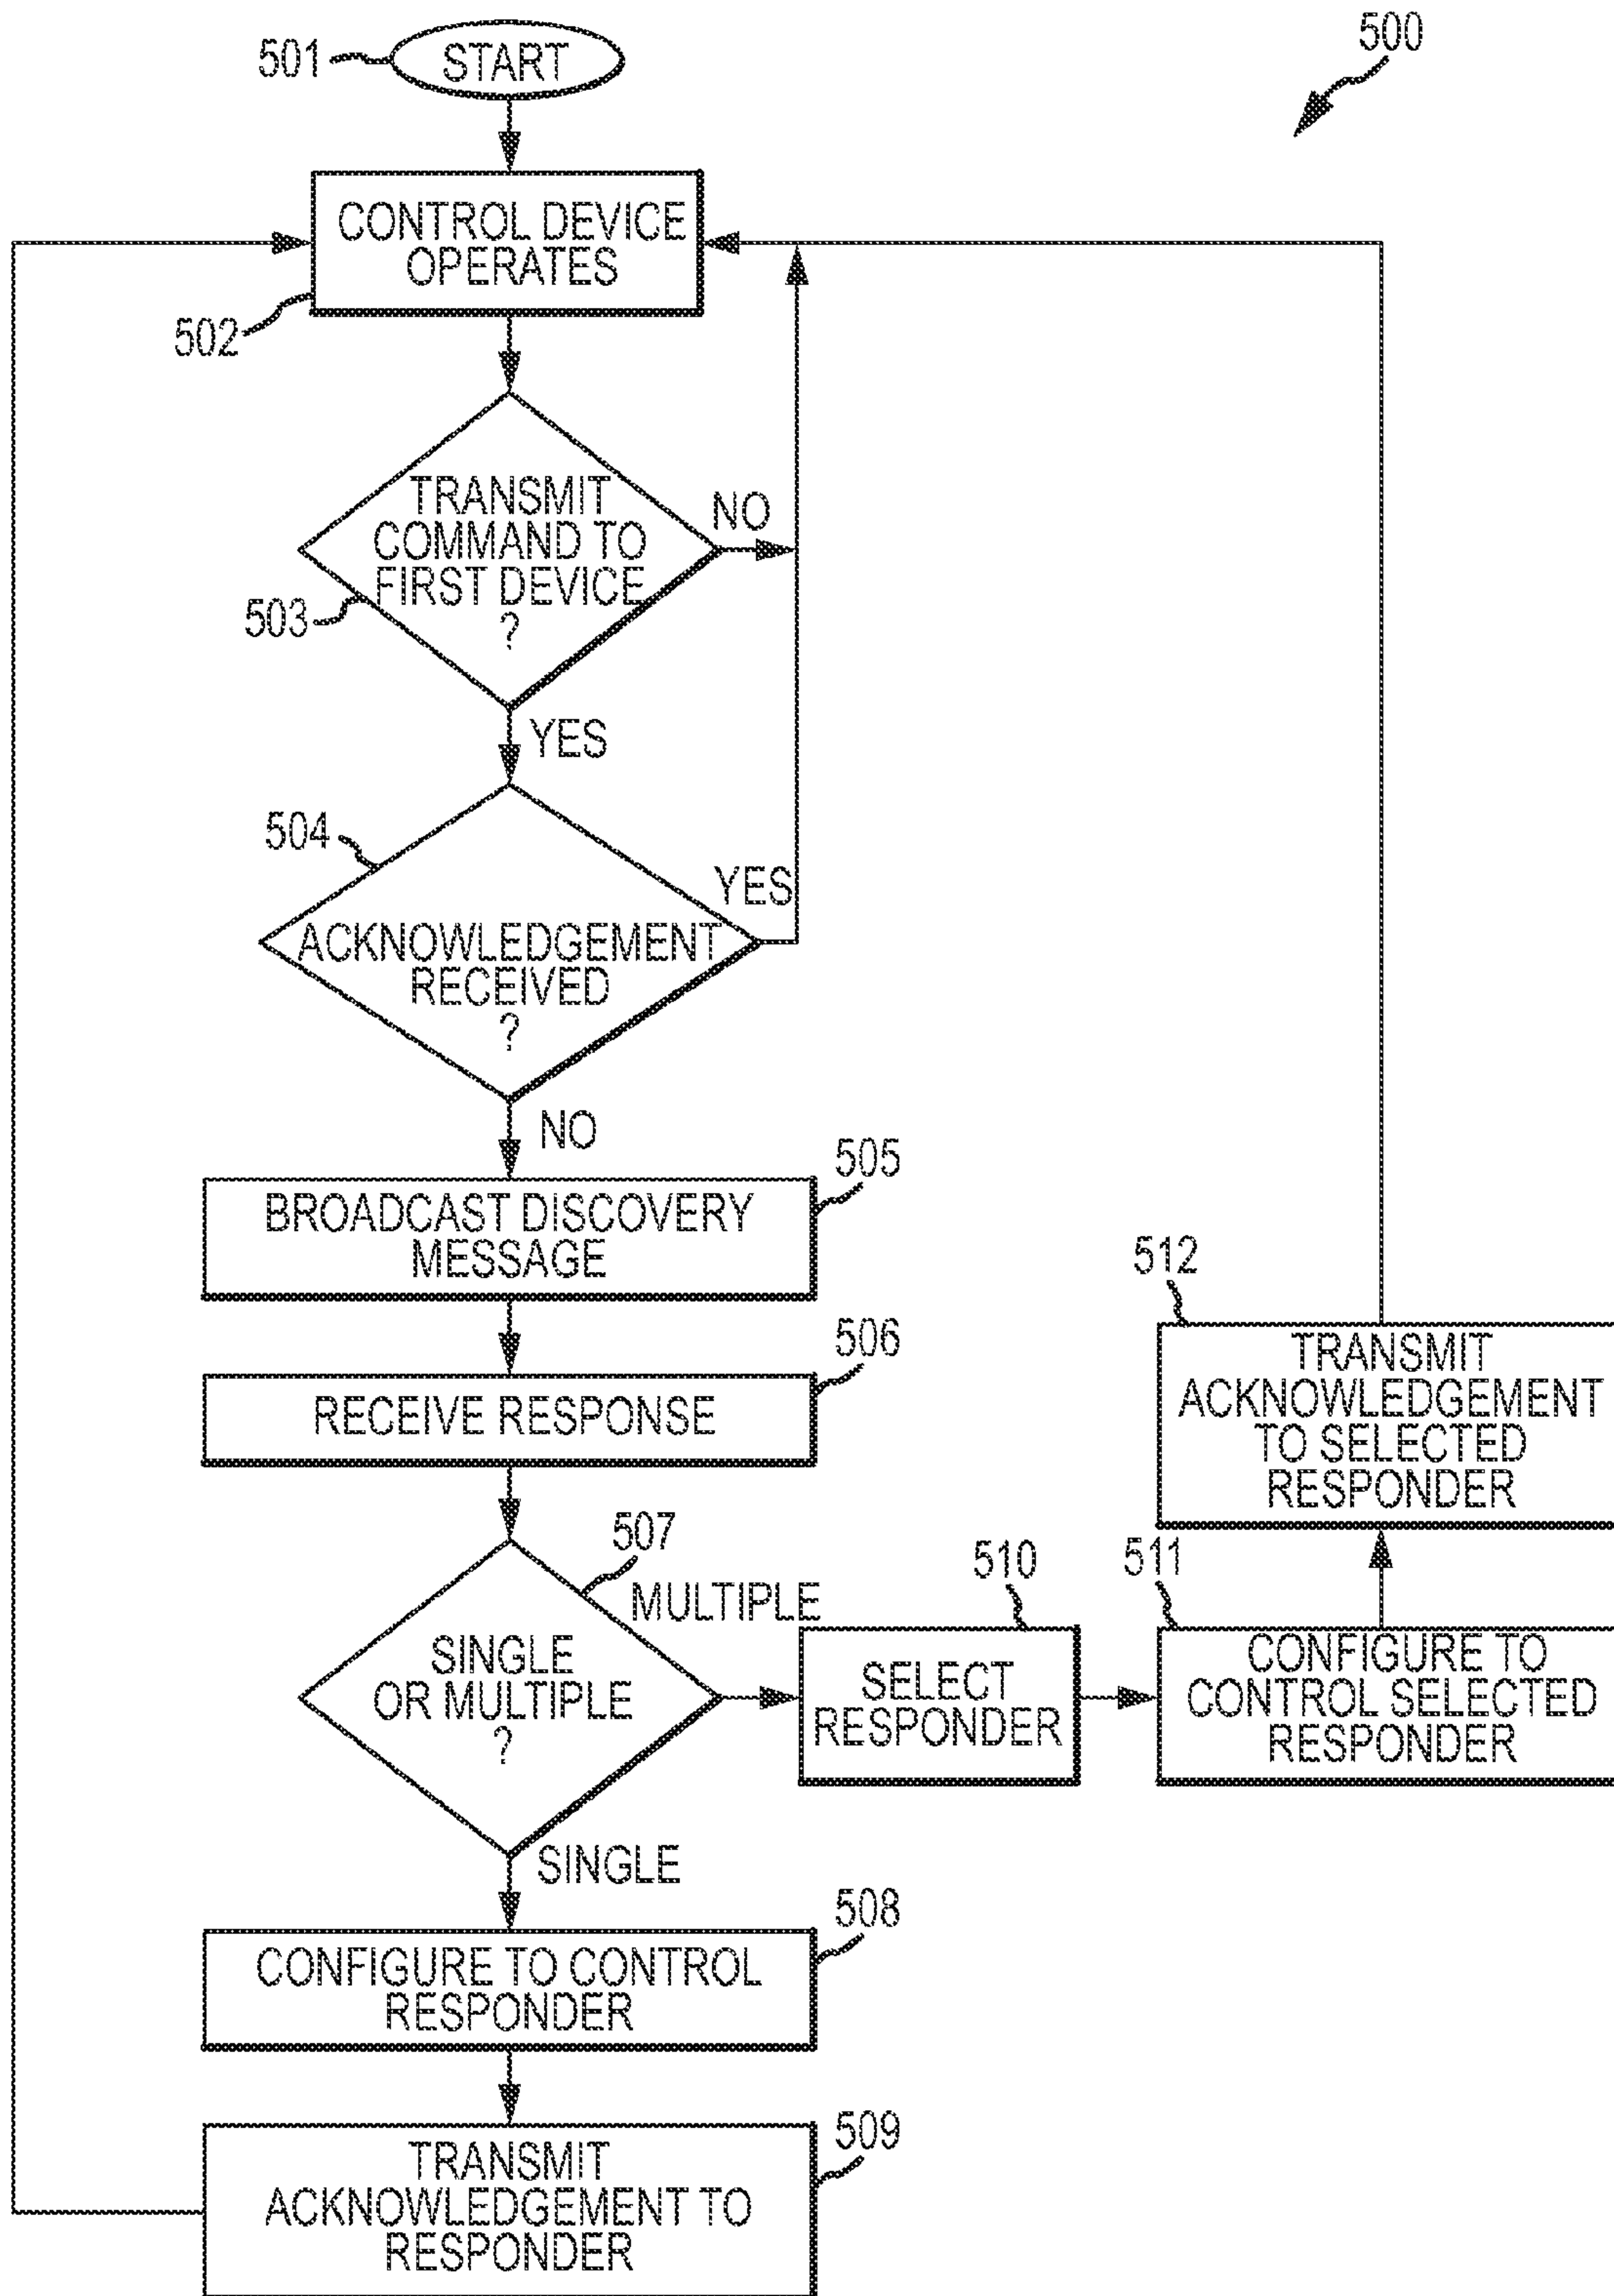 500
501
START
CONTROL DEVICE
OPERATES
502
TRANSMIT
COMMAND TO
FIRST DEVICE
?
NO
503
YES
504
YES
ACKNOWLEDGEMENT
RECEIVED
?
NO
505
BROADCAST DISCOVERY
MESSAGE
506
RECEIVE RESPONSE
507
MULTIPLE
SINGLE
OR MULTIPLE
?
SINGLE
510
SELECT
RESPONDER
511
CONFIGURE TO
CONTROL SELECTED
RESPONDER
512
TRANSMIT
ACKNOWLEDGEMENT
TO SELECTED
RESPONDER
508
CONFIGURE TO CONTROL
RESPONDER
509
TRANSMIT
ACKNOWLEDGEMENT TO
RESPONDER